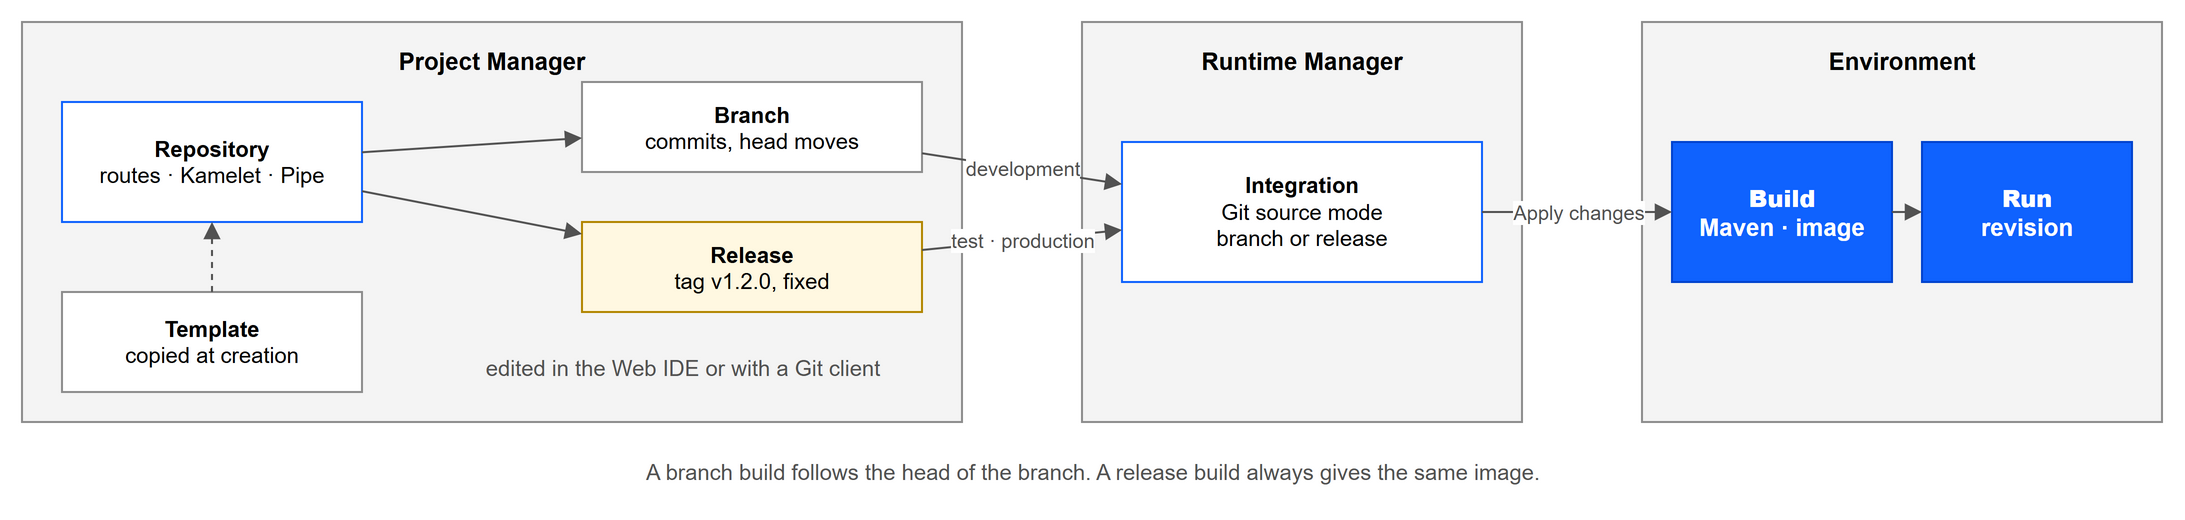 Project Manager
Repository
routes · Kamelet · Pipe
Template
copied at creation
Branch
commits, head moves
Release
tag v1.2.0, fixed
edited in the Web IDE or with a Git client
development
test · production
Runtime Manager
Integration
Git source mode
branch or release
Apply changes
Environment
Build
Maven · image
Run
revision
A branch build follows the head of the branch. A release build always gives the same image.